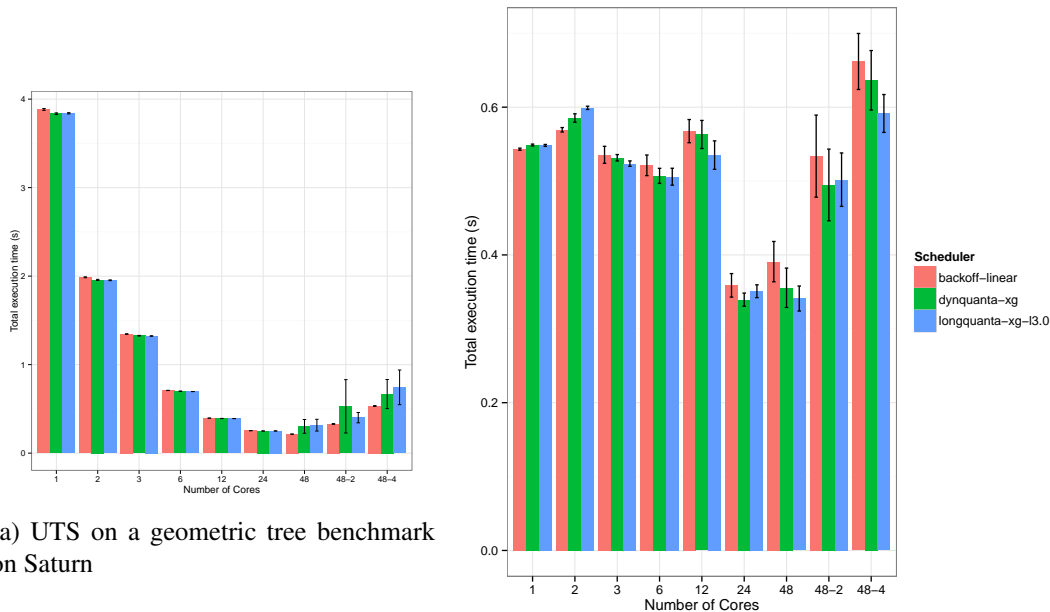 4
3
2
1
0
Total execution time (s)
1 2 3 6 12 24 48 48−2 48−4
Number of Cores
a) UTS on a geometric tree benchmark
on Saturn
0.6
0.4
0.2
0.0
Total execution time (s)
1 2 3 6 12 24 48 48−2 48−4
Number of Cores
Scheduler
backoff−linear
dynquanta−xg
longquanta−xg−l3.0